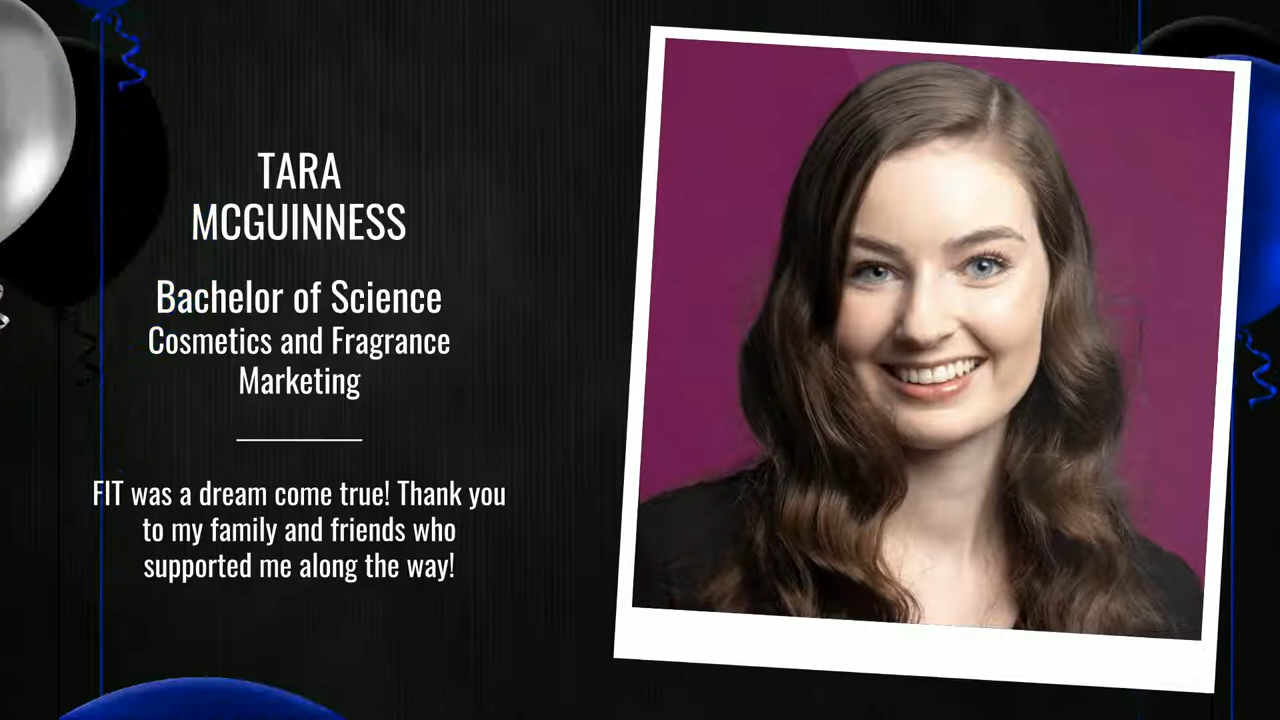 TARA
MCGUINNESS
Bachelor of Science
Cosmetics and Fragrance
Marketing
FIT was a dream come true! Thank you
to my family and friends who
supported me along the way!